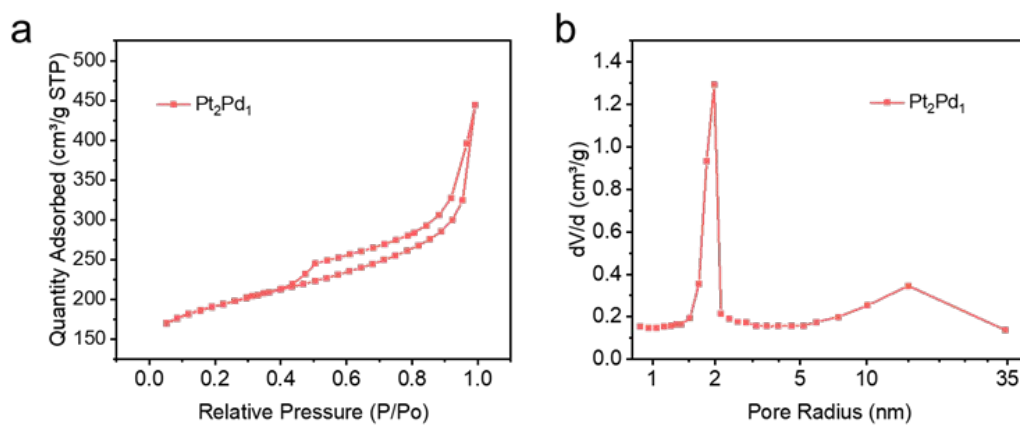 a
500
450
400
350
300
250
200
150
Quantity Adsorbed (cm³/g STP)
Pt₂Pd₁
0.0 0.2 0.4 0.6 0.8 1.0
Relative Pressure (P/Po)
b
1.4
1.2
1.0
0.8
0.6
0.4
0.2
0.0
dV/d (cm³/g)
Pt₂Pd₁
1 2 5 10 35
Pore Radius (nm)